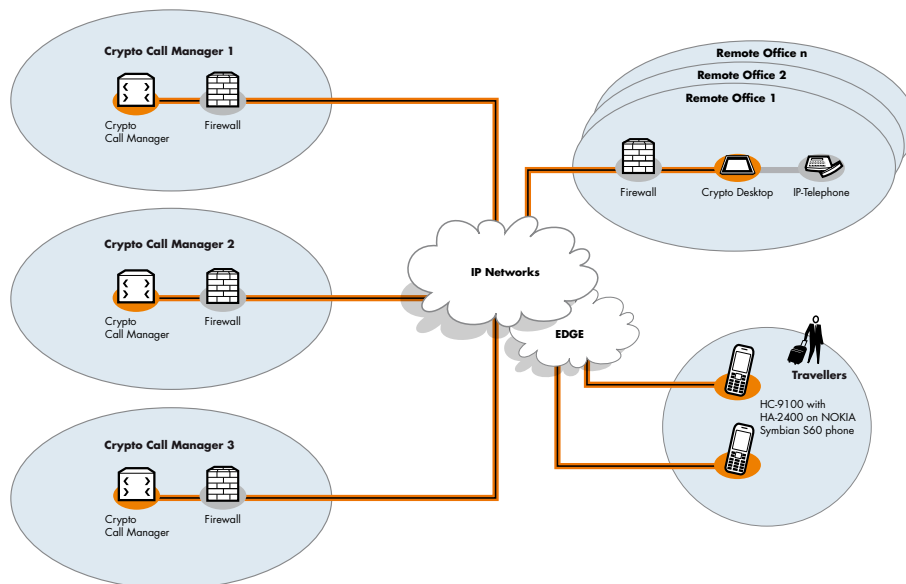 Crypto Call Manager 1
Crypto
Call Manager
Firewall
Remote Office n
Remote Office 2
Remote Office 1
Firewall
Crypto Desktop
IP-Telephone
Crypto Call Manager 2
Crypto
Call Manager
Firewall
IP Networks
EDGE
Travellers
HC-9100 with
HA-2400 on NOKIA
Symbian S60 phone
Crypto Call Manager 3
Crypto
Call Manager
Firewall